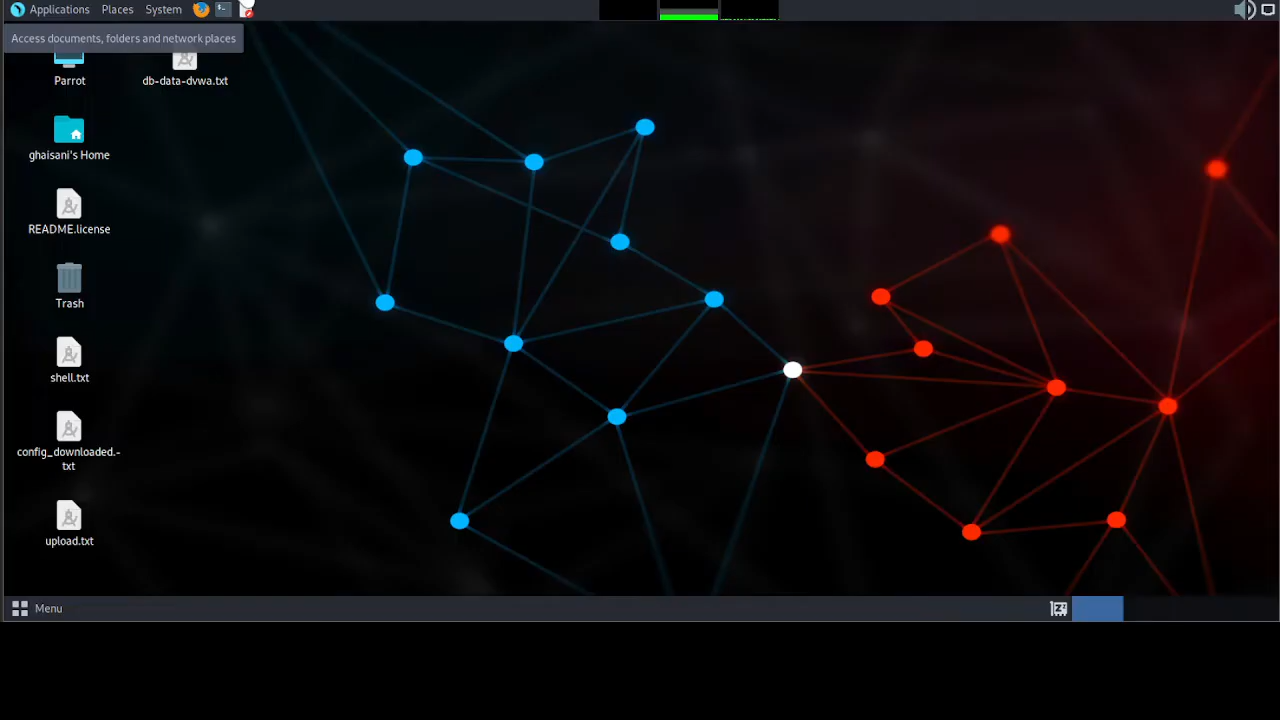 Applications Places System
Access documents, folders and network places
Parrot
db-data-dvwa.txt
ghaisani's Home
README.license
Trash
shell.txt
config_downloaded.-
txt
upload.txt
Menu